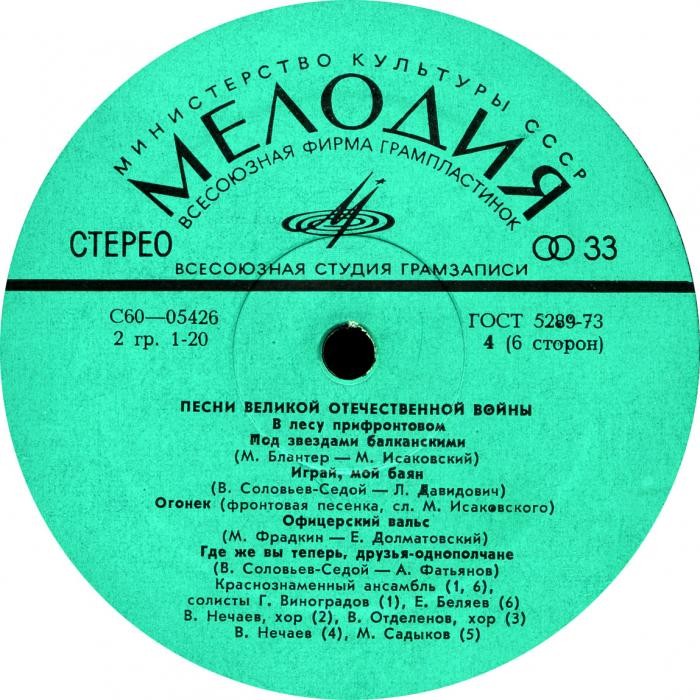 МИНИСТЕРСТВО КУЛЬТУРЫ СССР
МЕЛОДИЯ
ВСЕСОЮЗНАЯ ФИРМА ГРАМПЛАСТИНОК
СТЕРЕО
33
ВСЕСОЮЗНАЯ СТУДИЯ ГРАМЗАПИСИ
С60—05426
ГОСТ 5289-73
2 гр. 1-20
4 (6 сторон)
ПЕСНИ ВЕЛИКОЙ ОТЕЧЕСТВЕННОЙ ВОЙНЫ
В лесу прифронтовом
Под звездами балканскими
(М. Блантер — М. Исаковский)
Играй, мой баян
(В. Соловьев-Седой — Л. Давидович)
Огонек (фронтовая песенка, сл. М. Исаковского)
Офицерский вальс
(М. Фрадкин — Е. Долматовский)
Где же вы теперь, друзья-однополчане
(В. Соловьев-Седой — А. Фатьянов)
Краснознаменный ансамбль (1, 6),
солисты Г. Виноградов (1), Е. Беляев (6)
В. Нечаев, хор (2), В. Отделенов, хор (3)
В. Нечаев (4), М. Садыков (5)